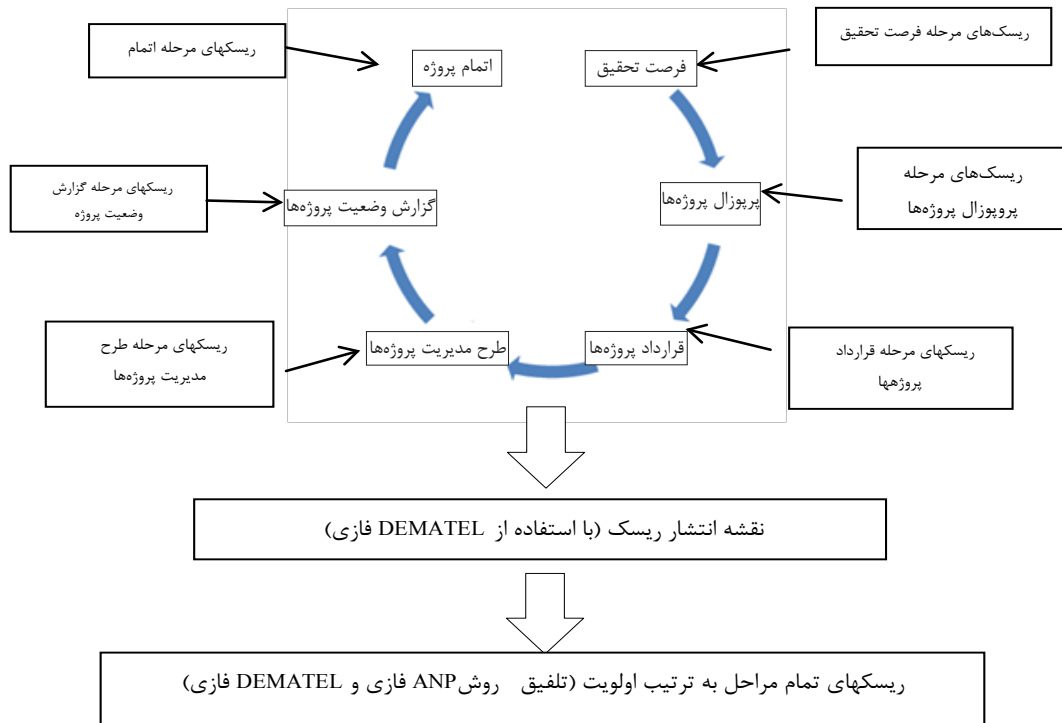 ریسک‌های مرحله فرصت تحقیق
ریسکهای مرحله اتمام
فرصت تحقیق
اتمام پروژه
ریسک‌های مرحله
پروپوزال پروژه‌ها
پرپوزال پروژه‌ها
گزارش وضعیت پروژه‌ها
ریسکهای مرحله گزارش
وضعیت پروژه
ریسکهای مرحله قرارداد
پروژهها
قرارداد پروژه‌ها
طرح مدیریت پروژه‌ها
ریسکهای مرحله طرح
مدیریت پروژه‌ها
نقشه انتشار ریسک (با استفاده از DEMATEL فازی)
ریسکهای تمام مراحل به ترتیب اولویت (تلفیق روشANP فازی و DEMATEL فازی)